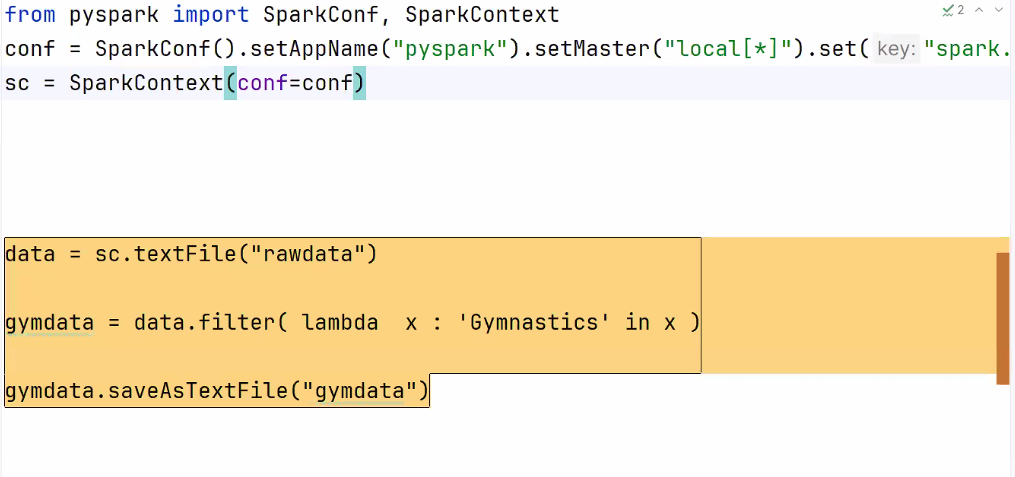 from pyspark import SparkConf, SparkContext
2
conf = SparkConf().setAppName("pyspark").setMaster("local[*]").set( key: "spark.
sc = SparkContext(conf=conf)
data = sc.textFile("rawdata")
gymdata = data.filter( lambda  x : 'Gymnastics' in x )
gymdata.saveAsTextFile("gymdata")